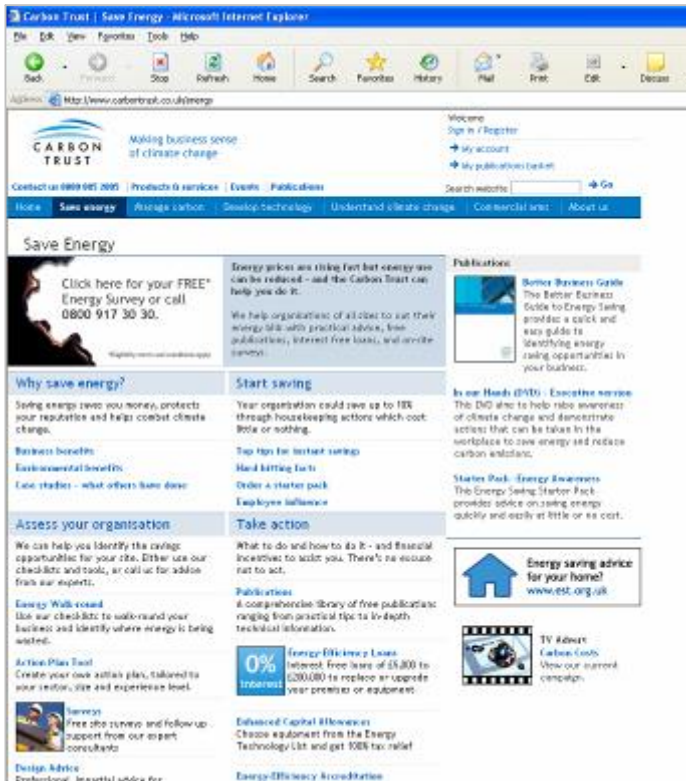 Carbon Trust | Save Energy - Microsoft Internet Explorer
File Edit View Favorites Tools Help
Back Forward Stop Refresh Home Search Favorites History Mail Print Edit Discuss
Address http://www.carbontrust.co.uk/energy
CARBON
TRUST
Making business sense
of climate change
Welcome
Sign in / Register
My account
My publications basket
Contact us 0800 085 2005 | Products & services | Events | Publications
Search website Go
Home Save energy Manage carbon Develop technology Understand climate change Commercial arms About us
Save Energy
Click here for your FREE*
Energy Survey or call
0800 917 30 30.
*Eligibility terms and conditions apply
Energy prices are rising fast but energy use
can be reduced - and the Carbon Trust can
help you do it.
We help organisations of all sizes to cut their
energy bills with practical advice, free
publications, interest free loans, and on-site
surveys.
Why save energy?
Saving energy saves you money, protects
your reputation and helps combat climate
change.
Business benefits
Environmental benefits
Case studies - what others have done
Start saving
Your organisation could save up to 10%
through housekeeping actions which cost
little or nothing.
Top tips for instant savings
Hard hitting facts
Order a starter pack
Employee influence
Assess your organisation
We can help you identify the savings
opportunities for your site. Either use our
checklists and tools, or call us for advice
from our experts.
Energy Walk-round
Use our checklists to walk-round your
business and identify where energy is being
wasted.
Action Plan Tool
Create your own action plan, tailored to
your sector, size and experience level.
Surveys
Free site surveys and follow up
support from our expert
consultants
Design Advice
Professional, impartial advice for
Take action
What to do and how to do it - and financial
incentives to assist you. There's no excuse
not to act.
Publications
A comprehensive library of free publications
ranging from practical tips to in-depth
technical information.
0%
Interest
Energy-Efficiency Loans
Interest free loans of £5,000 to
£200,000 to replace or upgrade
your premises or equipment
Enhanced Capital Allowances
Choose equipment from the Energy
Technology List and get 100% tax relief
Energy-Efficiency Accreditation
Publications
Better Business Guide
The Better Business
Guide to Energy Saving
provides a quick and
easy guide to
identifying energy
saving opportunities in
your business.
In our Hands (DVD) - Executive version
This DVD aims to help raise awareness
of climate change and demonstrate
actions that can be taken in the
workplace to save energy and reduce
carbon emissions.
Starter Pack - Energy Awareness
This Energy Saving Starter Pack
provides advice on saving energy
quickly and easily at little or no cost.
Energy saving advice
for your home?
www.est.org.uk
TV Advert
Carbon Costs
View our current
campaign.